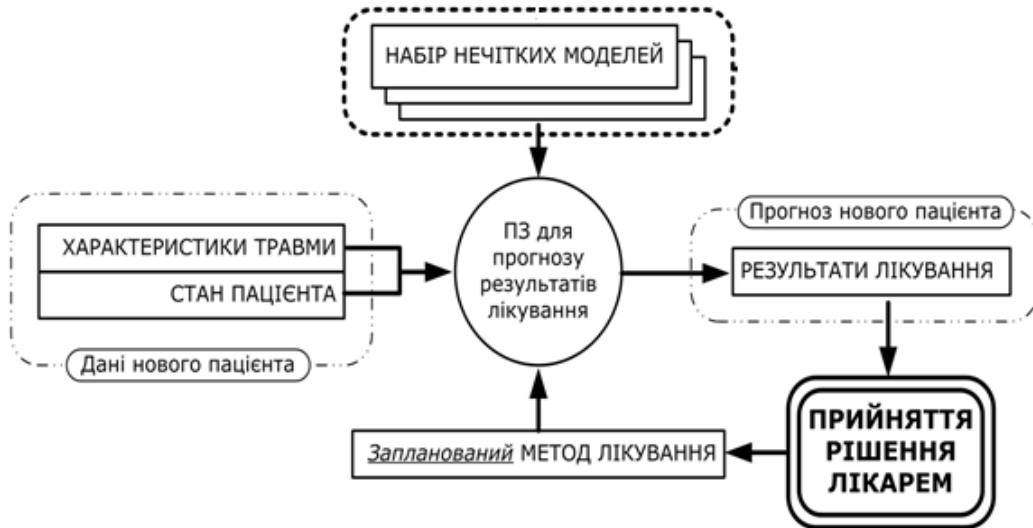 НАБІР НЕЧІТКИХ МОДЕЛЕЙ
ПЗ для
прогнозу
результатів
лікування
ХАРАКТЕРИСТИКИ ТРАВМИ
СТАН ПАЦІЄНТА
Дані нового пацієнта
Прогноз нового пацієнта
РЕЗУЛЬТАТИ ЛІКУВАННЯ
ПРИЙНЯТТЯ
РІШЕННЯ
ЛІКАРЕМ
Запланований МЕТОД ЛІКУВАННЯ